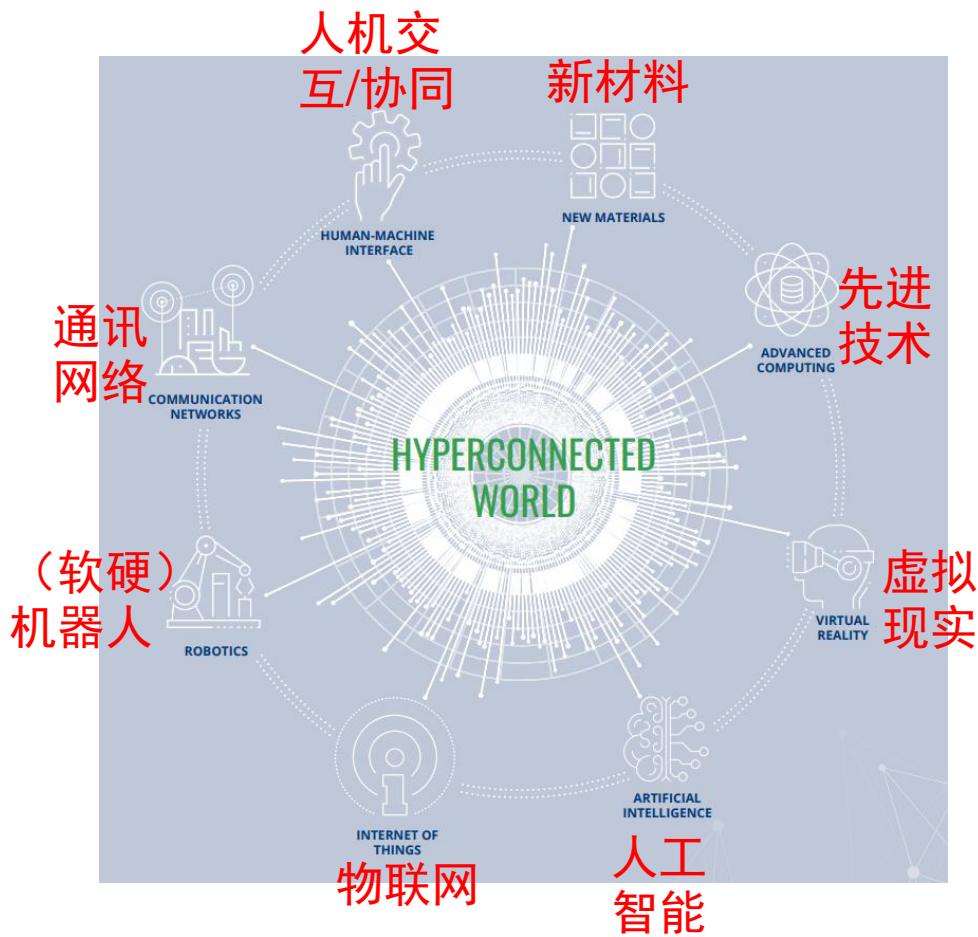 人机交
互/协同
新材料
NEW MATERIALS
HUMAN-MACHINE
INTERFACE
先进
技术
ADVANCED
COMPUTING
通讯
网络
COMMUNICATION
NETWORKS
HYPERCONNECTED
WORLD
（软硬）
机器人
ROBOTICS
虚拟
现实
VIRTUAL
REALITY
ARTIFICIAL
INTELLIGENCE
人工
智能
INTERNET OF
THINGS
物联网